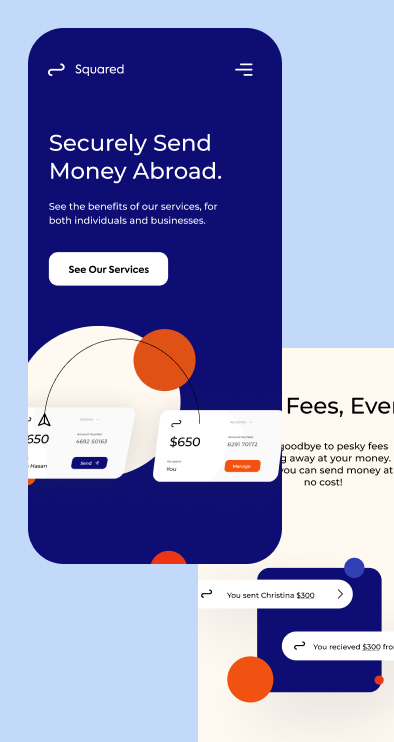 Squared
Securely Send
Money Abroad.
See the benefits of our services, for
both individuals and businesses.
See Our Services
650
Account Number
4692 50163
Hasan
Send
$650
Account Number
8291 70172
Recipient
You
Manage
Fees, Ever
goodbye to pesky fees
g away at your money.
you can send money at
no cost!
You sent Christina $300
You recieved $300 from